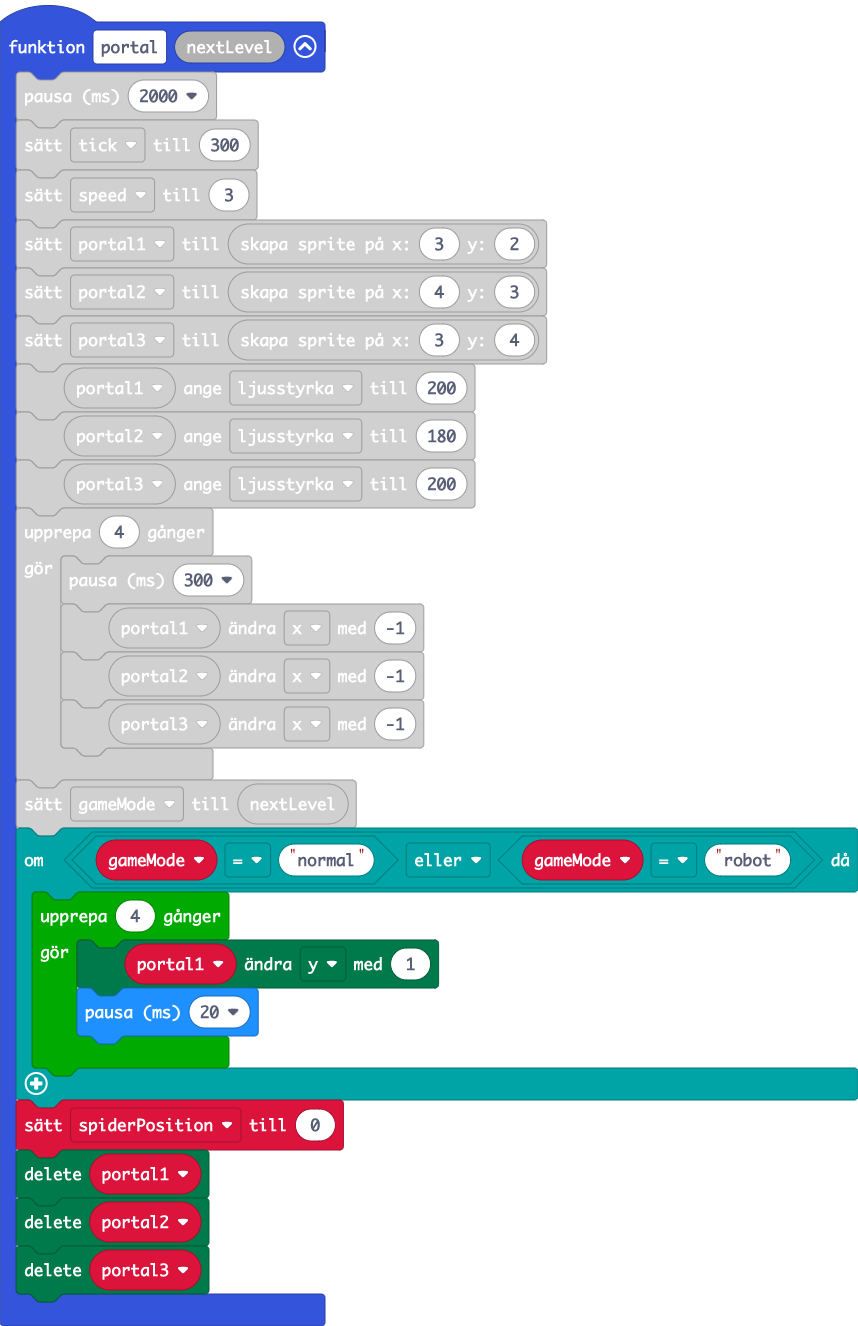 funktion portal nextLevel
pausa (ms) 2000
sätt tick till 300
sätt speed till 3
sätt portal1 till skapa sprite på x: 3 y: 2
sätt portal2 till skapa sprite på x: 4 y: 3
sätt portal3 till skapa sprite på x: 3 y: 4
portal1 ange ljusstyrka till 200
portal2 ange ljusstyrka till 180
portal3 ange ljusstyrka till 200
upprepa 4 gånger
gör
pausa (ms) 300
portal1 ändra x med -1
portal2 ändra x med -1
portal3 ändra x med -1
sätt gameMode till nextLevel
om gameMode = "normal" eller gameMode = "robot" då
upprepa 4 gånger
gör
portal1 ändra y med 1
pausa (ms) 20
sätt spiderPosition till 0
delete portal1
delete portal2
delete portal3